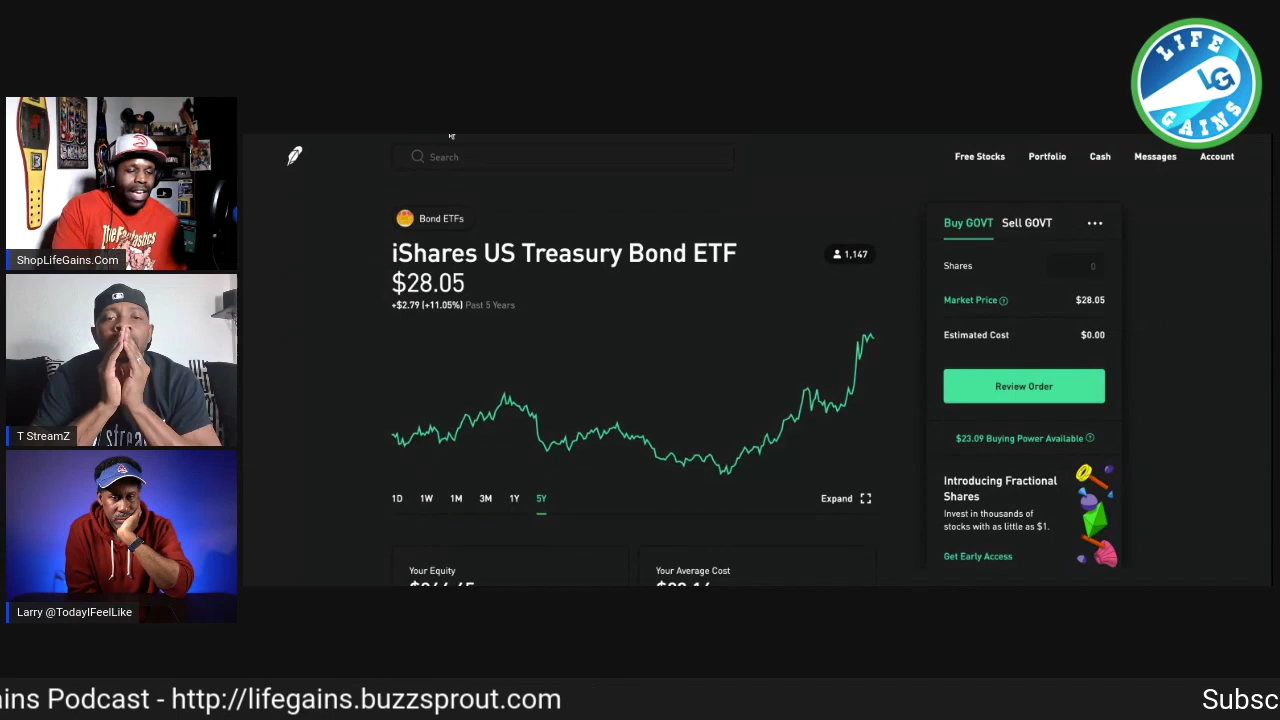 LIFE
LG
GAINS
Search
Free Stocks Portfolio Cash Messages Account
Bond ETFs
iShares US Treasury Bond ETF
1,147
$28.05
+$2.79 (+11.05%) Past 5 Years
1D 1W 1M 3M 1Y 5Y
Expand
Your Equity
Your Average Cost
Buy GOVT Sell GOVT
Shares 0
Market Price $28.05
Estimated Cost $0.00
Review Order
$23.09 Buying Power Available
Introducing Fractional
Shares
Invest in thousands of
stocks with as little as $1.
Get Early Access
ShopLifeGains.Com
T StreamZ
Larry @TodayIFeelLike
ains Podcast - http://lifegains.buzzsprout.com
Subsc